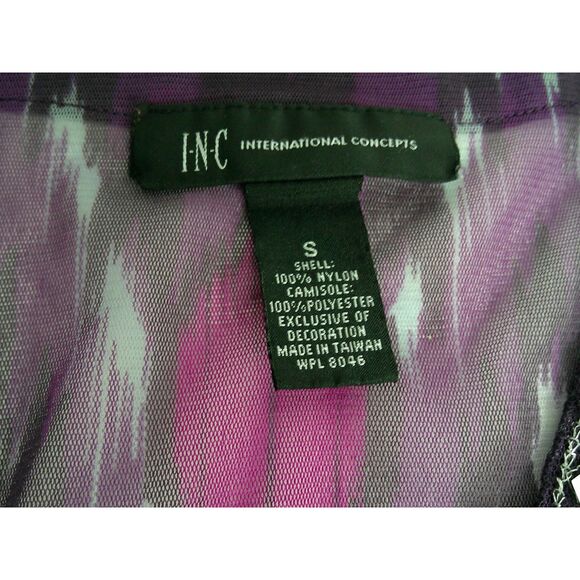 I·N·C INTERNATIONAL CONCEPTS
S
SHELL:
100% NYLON
CAMISOLE:
100%POLYESTER
EXCLUSIVE OF
DECORATION
MADE IN TAIWAN
WPL 8046